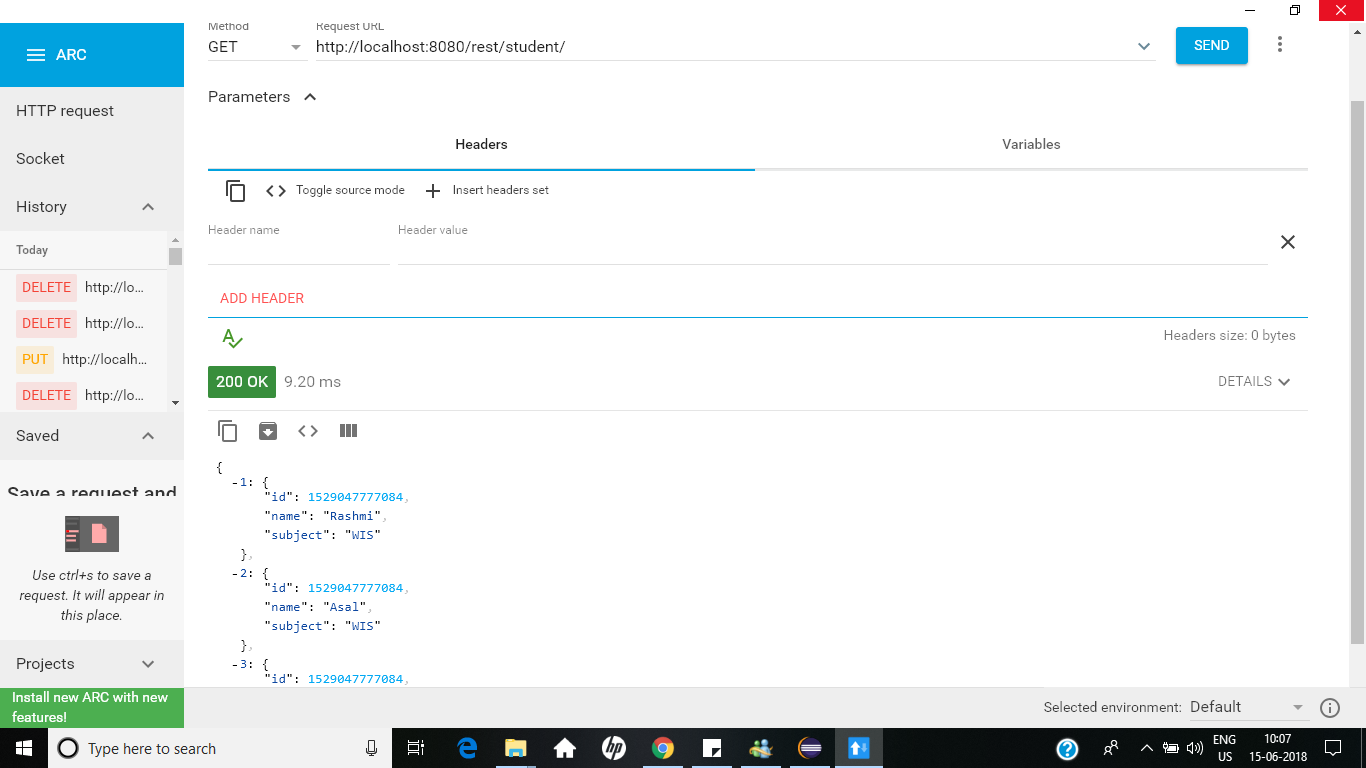 Method
Request URL
ARC
GET
http://localhost:8080/rest/student/
SEND
HTTP request
Socket
History
Today
DELETE http://lo...
DELETE http://lo...
PUT http://localh...
DELETE http://lo...
Saved
Save a request and
Use ctrl+s to save a
request. It will appear in
this place.
Projects
Install new ARC with new
features!
Parameters
Headers
Variables
Toggle source mode
Insert headers set
Header name
Header value
ADD HEADER
Headers size: 0 bytes
200 OK 9.20 ms
DETAILS
{
-1: {
"id": 1529047777084,
"name": "Rashmi",
"subject": "WIS"
},
-2: {
"id": 1529047777084,
"name": "Asal",
"subject": "WIS"
},
-3: {
"id": 1529047777084,
Selected environment: Default
Type here to search
hp
ENG
US
10:07
15-06-2018